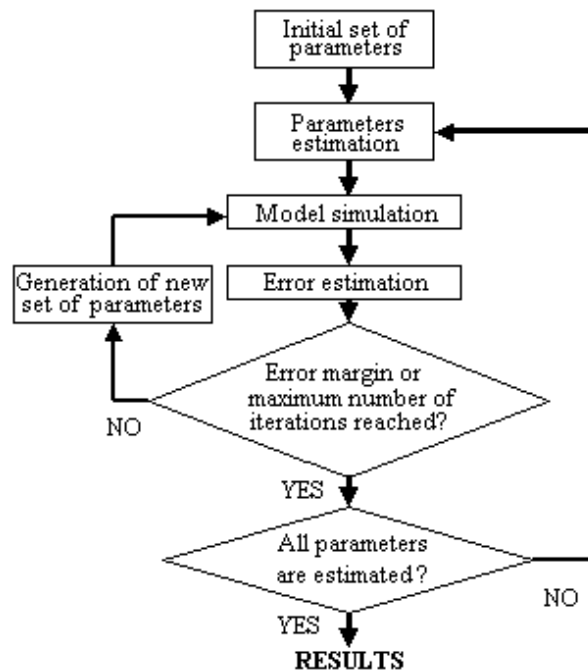 Initial set of
parameters
Parameters
estimation
Model simulation
Generation of new
set of parameters
Error estimation
Error margin or
maximum number of
iterations reached?
NO
YES
All parameters
are estimated?
NO
YES
RESULTS